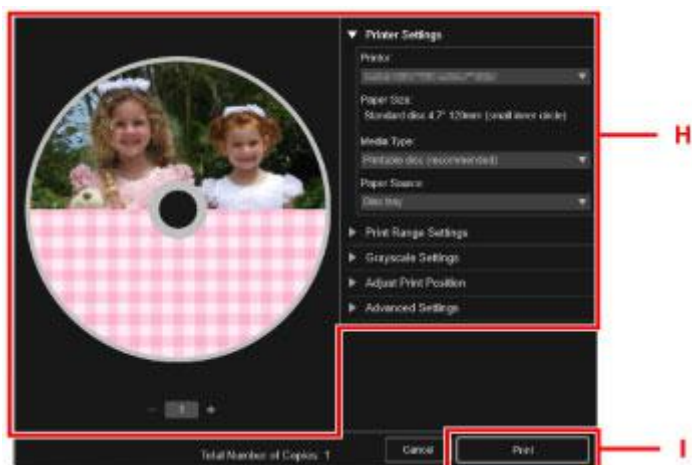 Printer Settings
Printer:
Paper Size:
Standard disc 4.7" 120mm (small inner circle)
Media Type:
Printable disc (recommended)
Paper Source:
Disc tray
Print Range Settings
Grayscale Settings
Adjust Print Position
Advanced Settings
H
- 1 +
Total Number of Copies: 1
Cancel
Print
I